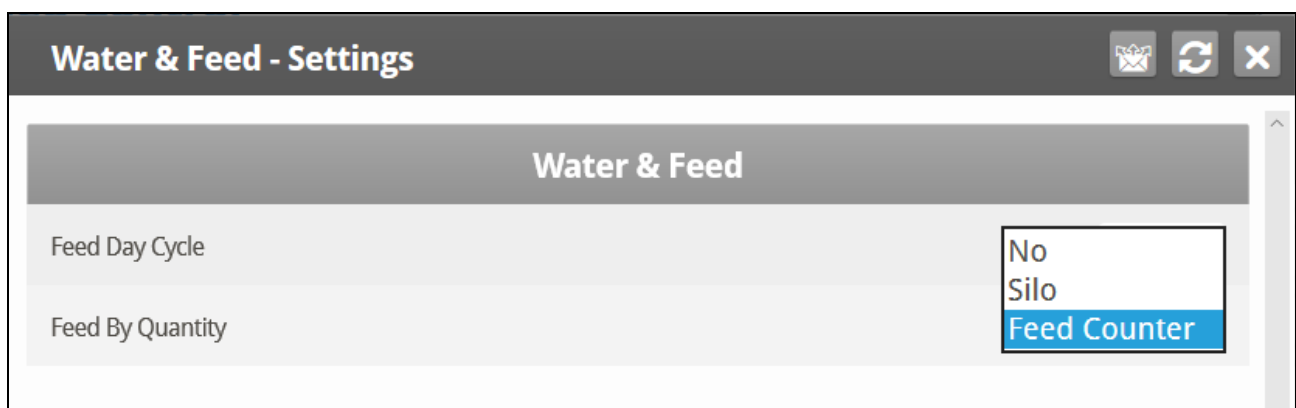 Water & Feed - Settings
Water & Feed
Feed Day Cycle
No
Silo
Feed By Quantity
Feed Counter